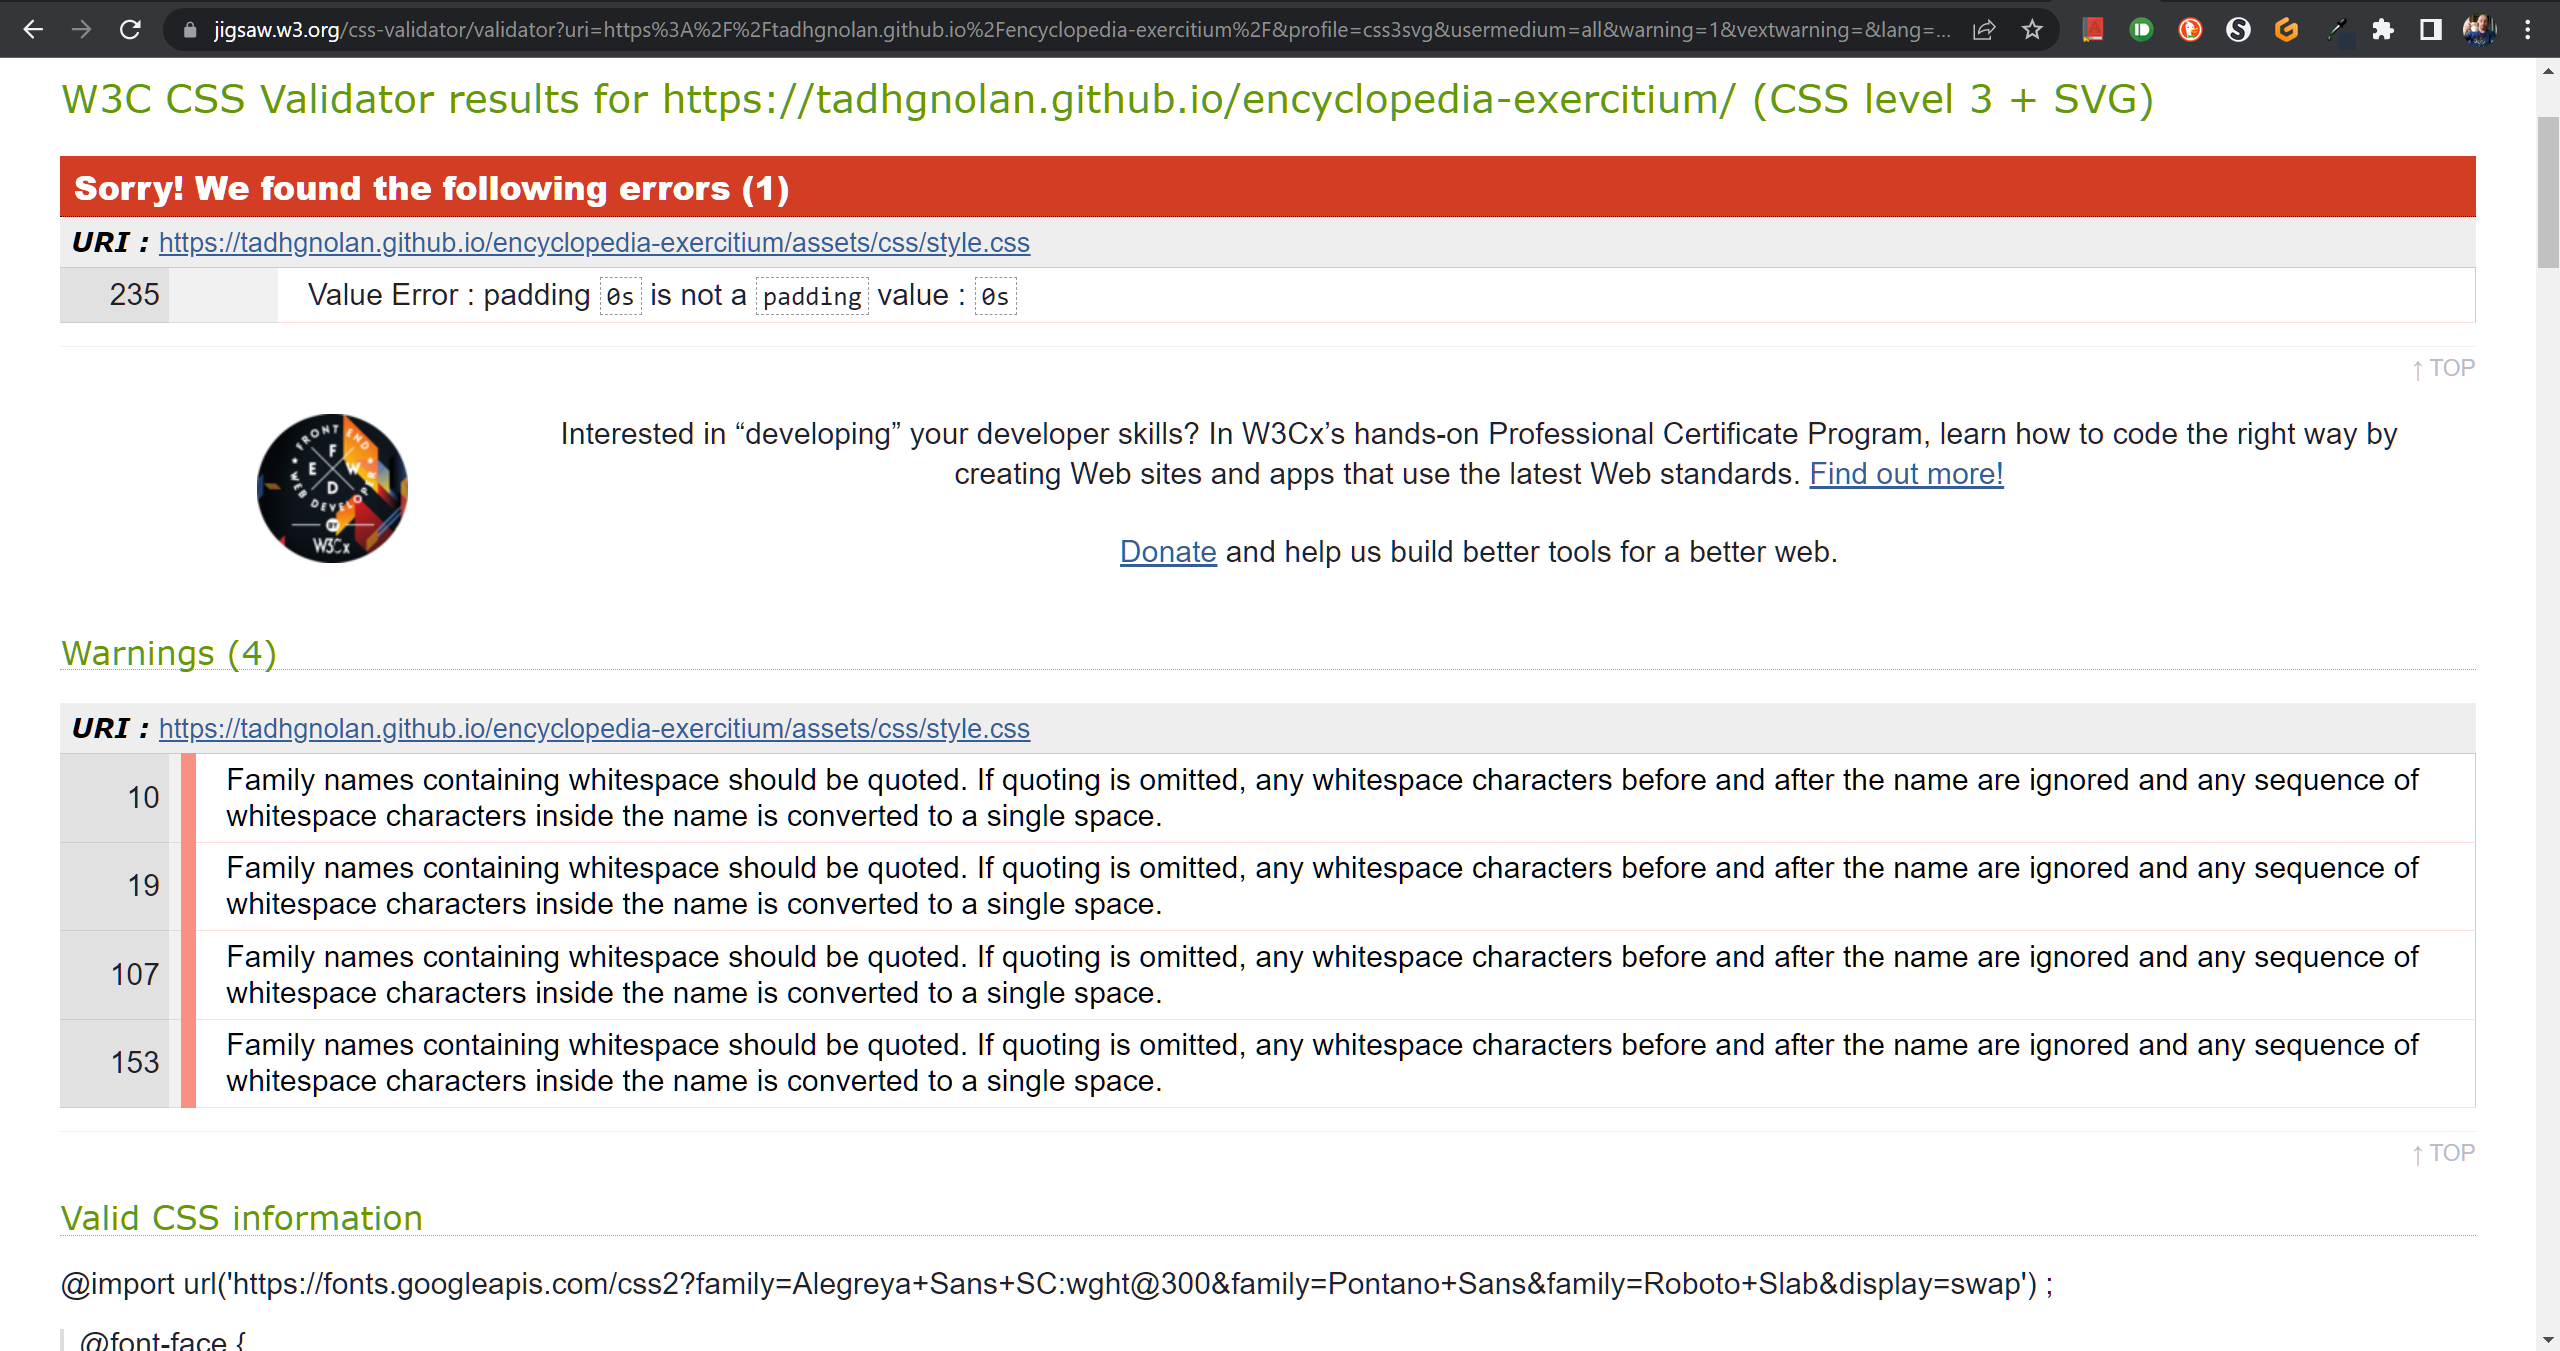 jigsaw.w3.org/css-validator/validator?uri=https%3A%2F%2Ftadhgnolan.github.io%2Fencyclopedia-exercitium%2F&profile=css3svg&usermedium=all&warning=1&vextwarning=&lang=...
W3C CSS Validator results for https://tadhgnolan.github.io/encyclopedia-exercitium/ (CSS level 3 + SVG)
Sorry! We found the following errors (1)
URI : https://tadhgnolan.github.io/encyclopedia-exercitium/assets/css/style.css
235 Value Error : padding 0s is not a padding value : 0s
↑ TOP
FRONT END
F E W D
WEB DEVELOPER
BY
W3Cx
Interested in “developing” your developer skills? In W3Cx’s hands-on Professional Certificate Program, learn how to code the right way by
creating Web sites and apps that use the latest Web standards. Find out more!
Donate and help us build better tools for a better web.
Warnings (4)
URI : https://tadhgnolan.github.io/encyclopedia-exercitium/assets/css/style.css
10 Family names containing whitespace should be quoted. If quoting is omitted, any whitespace characters before and after the name are ignored and any sequence of
whitespace characters inside the name is converted to a single space.
19 Family names containing whitespace should be quoted. If quoting is omitted, any whitespace characters before and after the name are ignored and any sequence of
whitespace characters inside the name is converted to a single space.
107 Family names containing whitespace should be quoted. If quoting is omitted, any whitespace characters before and after the name are ignored and any sequence of
whitespace characters inside the name is converted to a single space.
153 Family names containing whitespace should be quoted. If quoting is omitted, any whitespace characters before and after the name are ignored and any sequence of
whitespace characters inside the name is converted to a single space.
↑ TOP
Valid CSS information
@import url('https://fonts.googleapis.com/css2?family=Alegreya+Sans+SC:wght@300&family=Pontano+Sans&family=Roboto+Slab&display=swap') ;
@font-face {